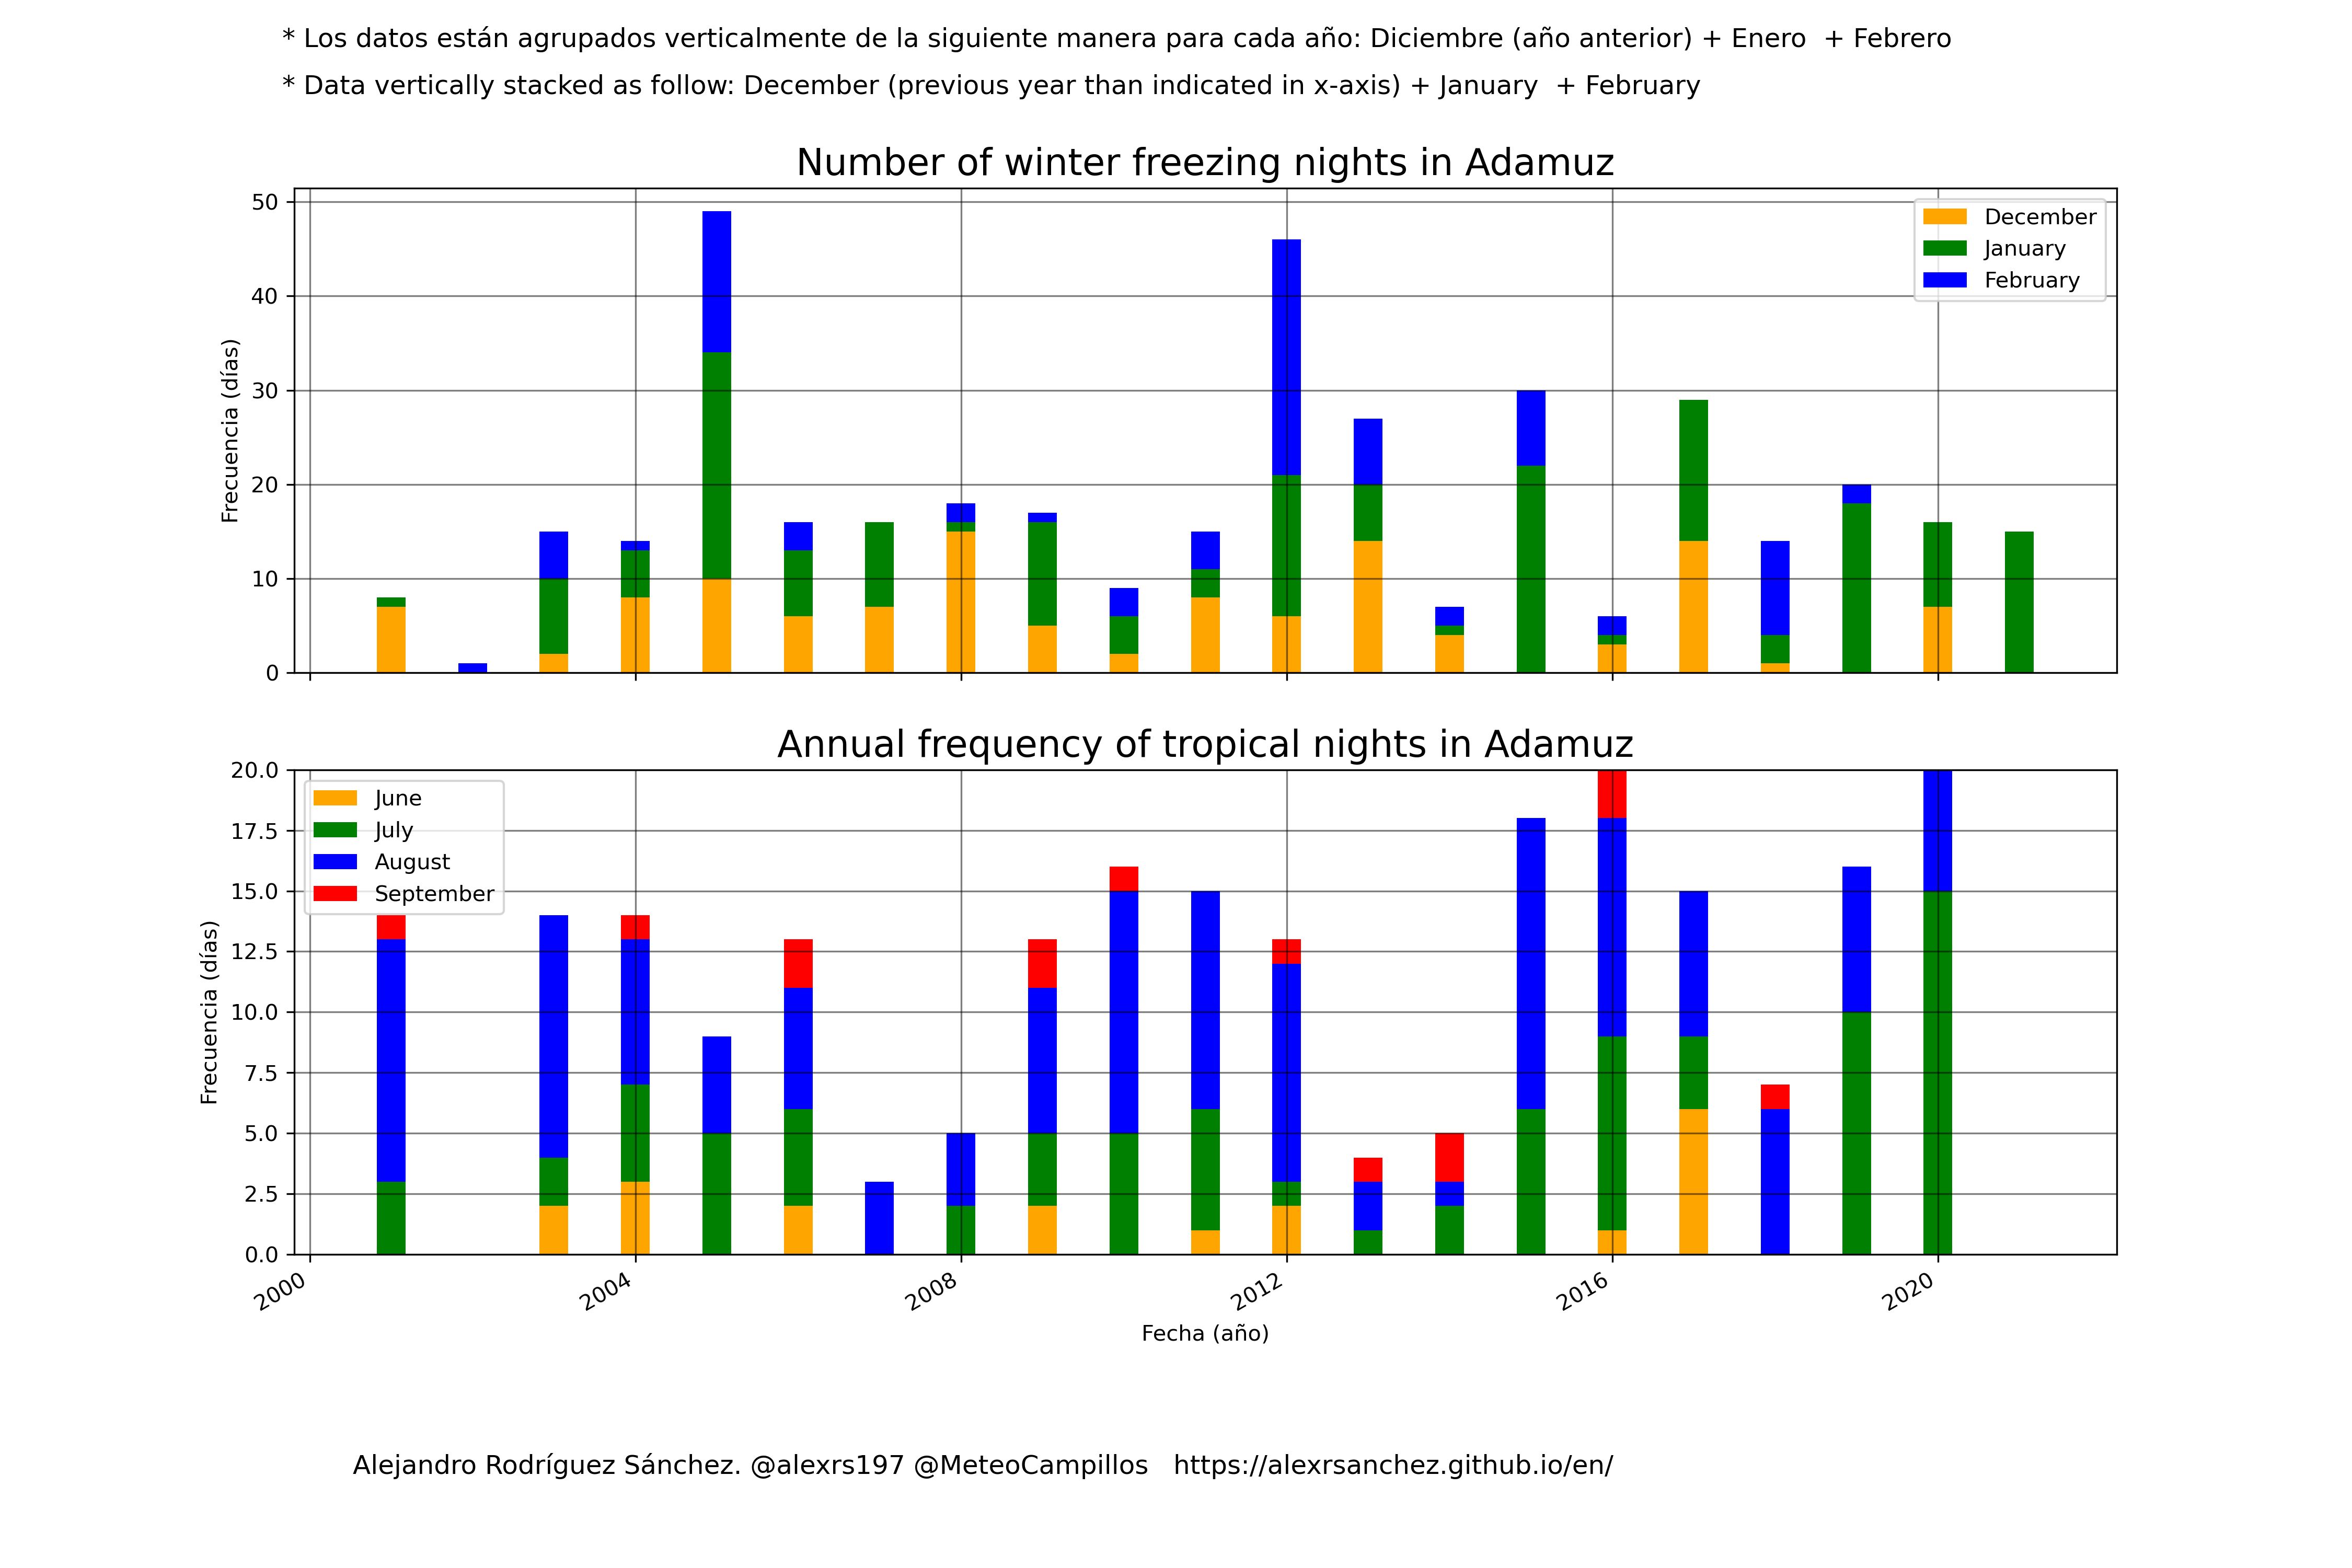 * Los datos están agrupados verticalmente de la siguiente manera para cada año: Diciembre (año anterior) + Enero  + Febrero
* Data vertically stacked as follow: December (previous year than indicated in x-axis) + January  + February
Number of winter freezing nights in Adamuz
50
40
30
20
10
0
Frecuencia (días)
December
January
February
Annual frequency of tropical nights in Adamuz
20.0
17.5
15.0
12.5
10.0
7.5
5.0
2.5
0.0
Frecuencia (días)
June
July
August
September
2000
2004
2008
2012
2016
2020
Fecha (año)
Alejandro Rodríguez Sánchez. @alexrs197 @MeteoCampillos   https://alexrsanchez.github.io/en/